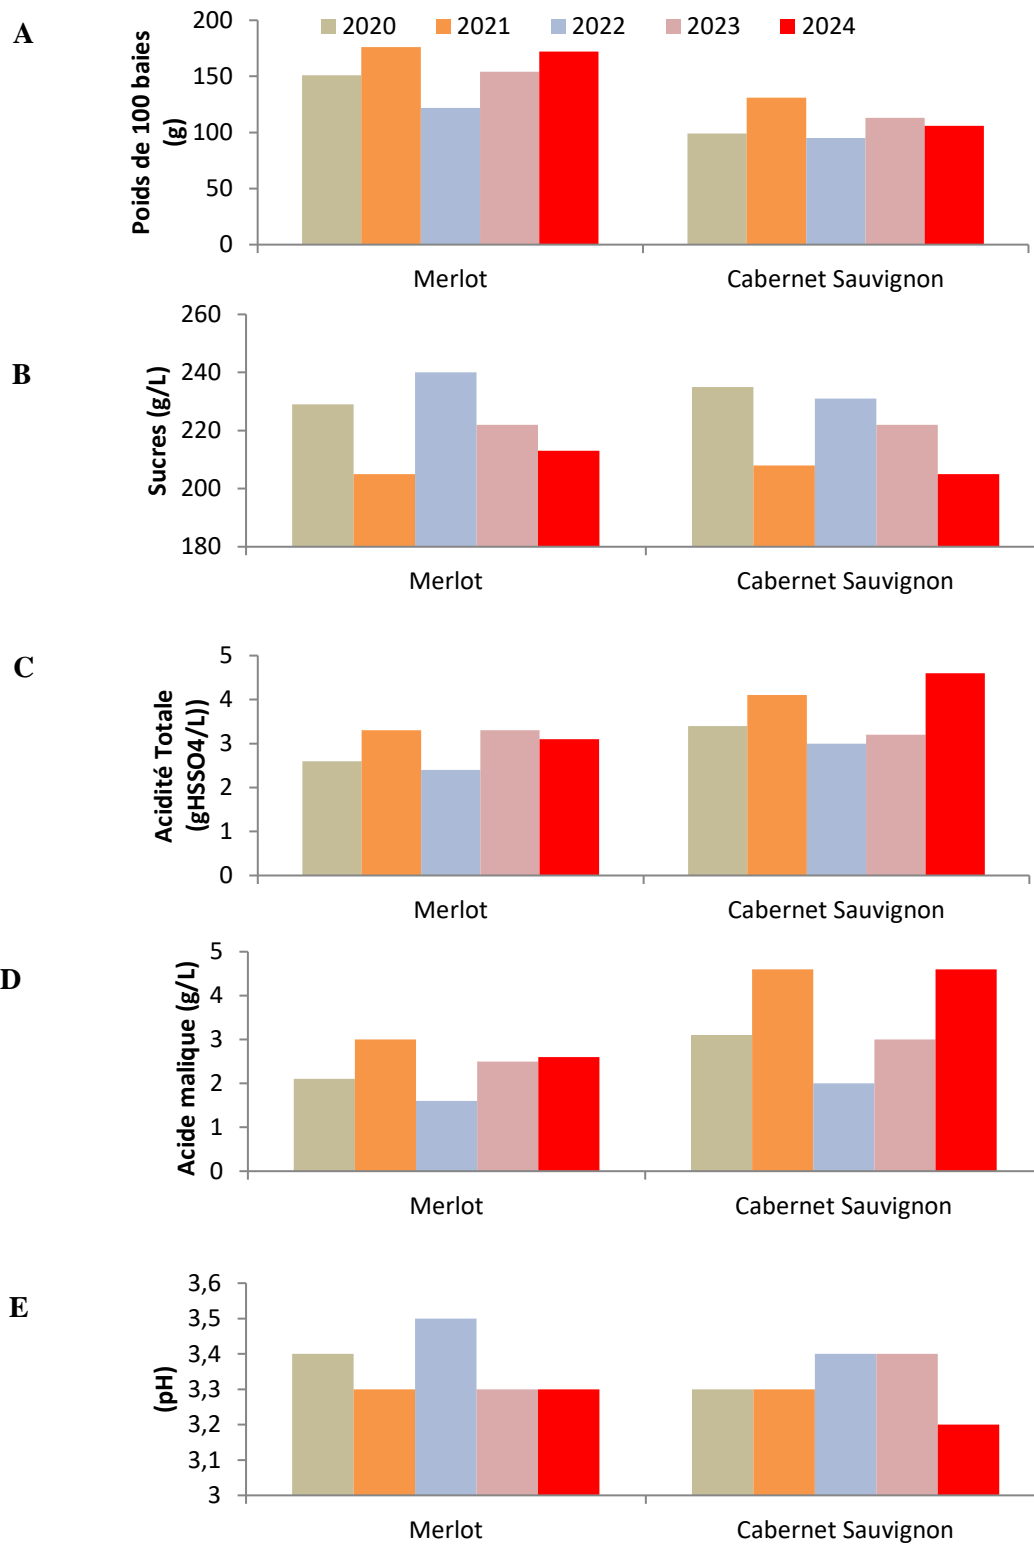 A
2020 2021 2022 2023 2024
Poids de 100 baies
(g)
200
150
100
50
0
Merlot Cabernet Sauvignon
B
Sucres (g/L)
260
240
220
200
180
Merlot Cabernet Sauvignon
C
Acidité Totale
(gHSSO4/L))
5
4
3
2
1
0
Merlot Cabernet Sauvignon
D
Acide malique (g/L)
5
4
3
2
1
0
Merlot Cabernet Sauvignon
E
(pH)
3,6
3,5
3,4
3,3
3,2
3,1
3
Merlot Cabernet Sauvignon